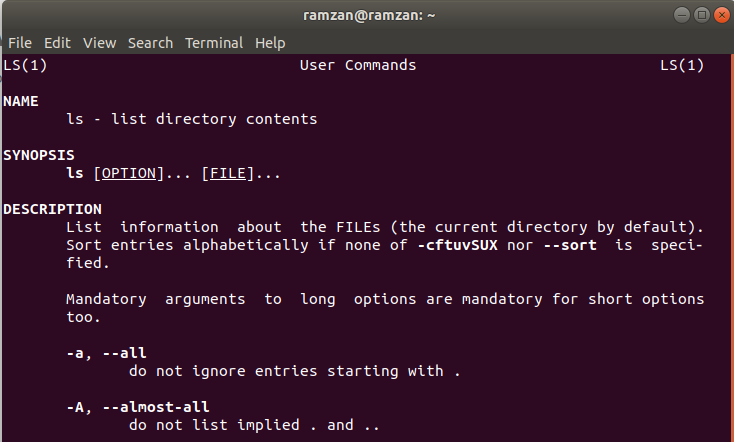 ramzan@ramzan: ~
File Edit View Search Terminal Help
LS(1) User Commands LS(1)
NAME
ls - list directory contents
SYNOPSIS
ls [OPTION]... [FILE]...
DESCRIPTION
List information about the FILEs (the current directory by default).
Sort entries alphabetically if none of -cftuvSUX nor --sort is speci-
fied.
Mandatory arguments to long options are mandatory for short options
too.
-a, --all
do not ignore entries starting with .
-A, --almost-all
do not list implied . and ..